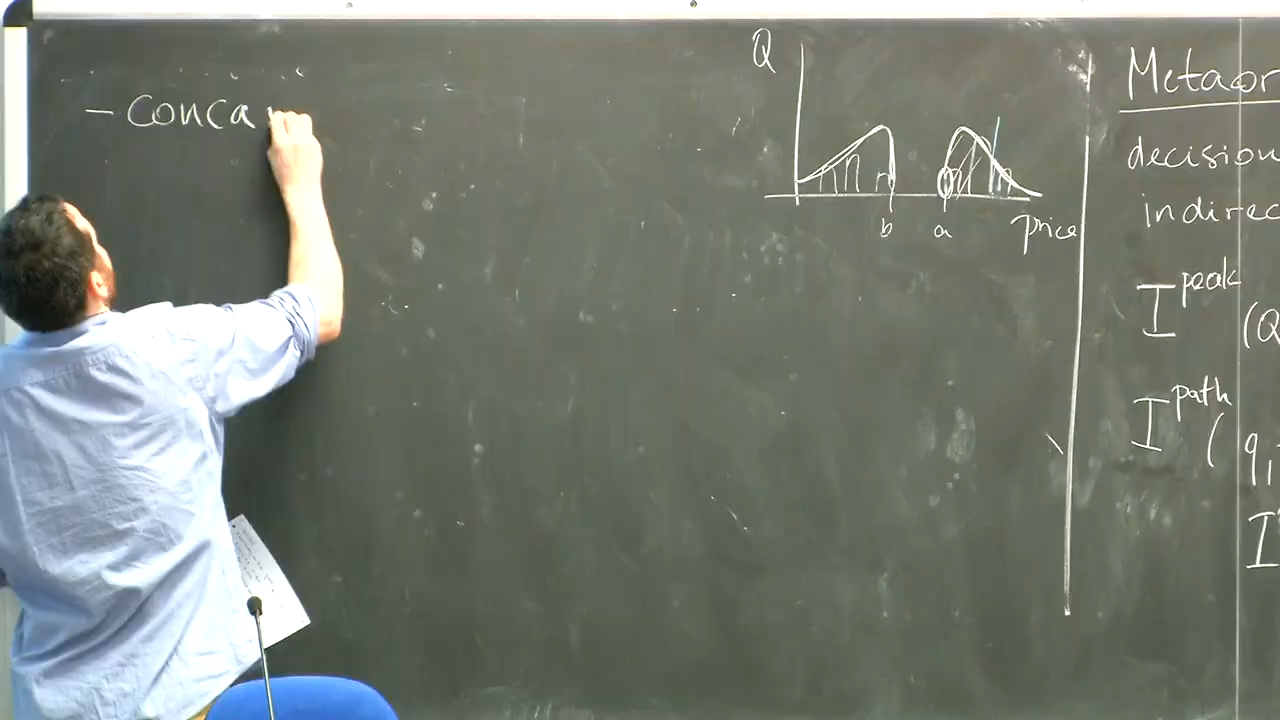 - conca
Q
b a price
Metaor
decision
indirec
I^peak (Q
I^path ( q,
I